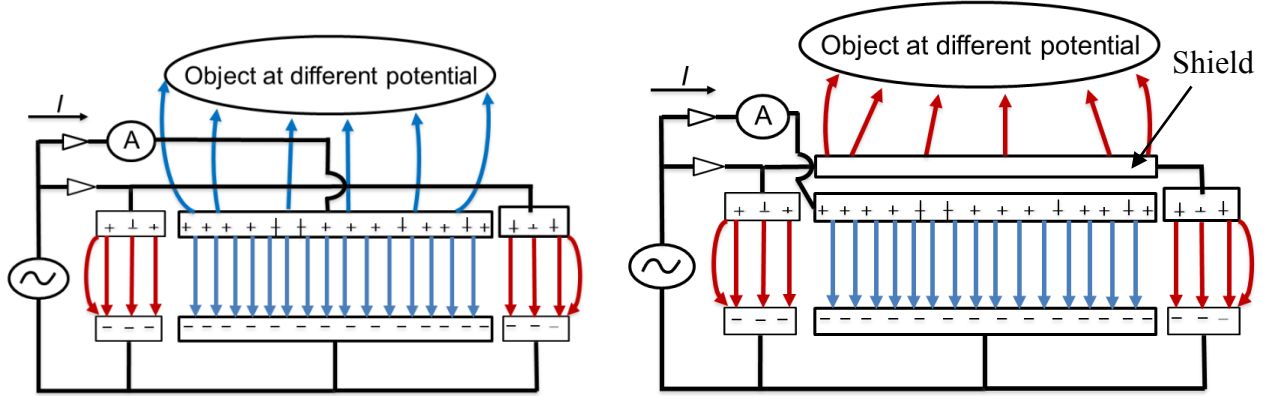 Object at different potential
I
A
+ ⊥ +
+ + + + + + + + + + + + + +
+ + +
− − −
− − − − − − − − − − − − − − − −
− − −
Object at different potential
Shield
I
A
+ ⊥ +
+ + + + + + + + + + + + + +
+ + +
− − −
− − − − − − − − − − − − − − − −
− − −